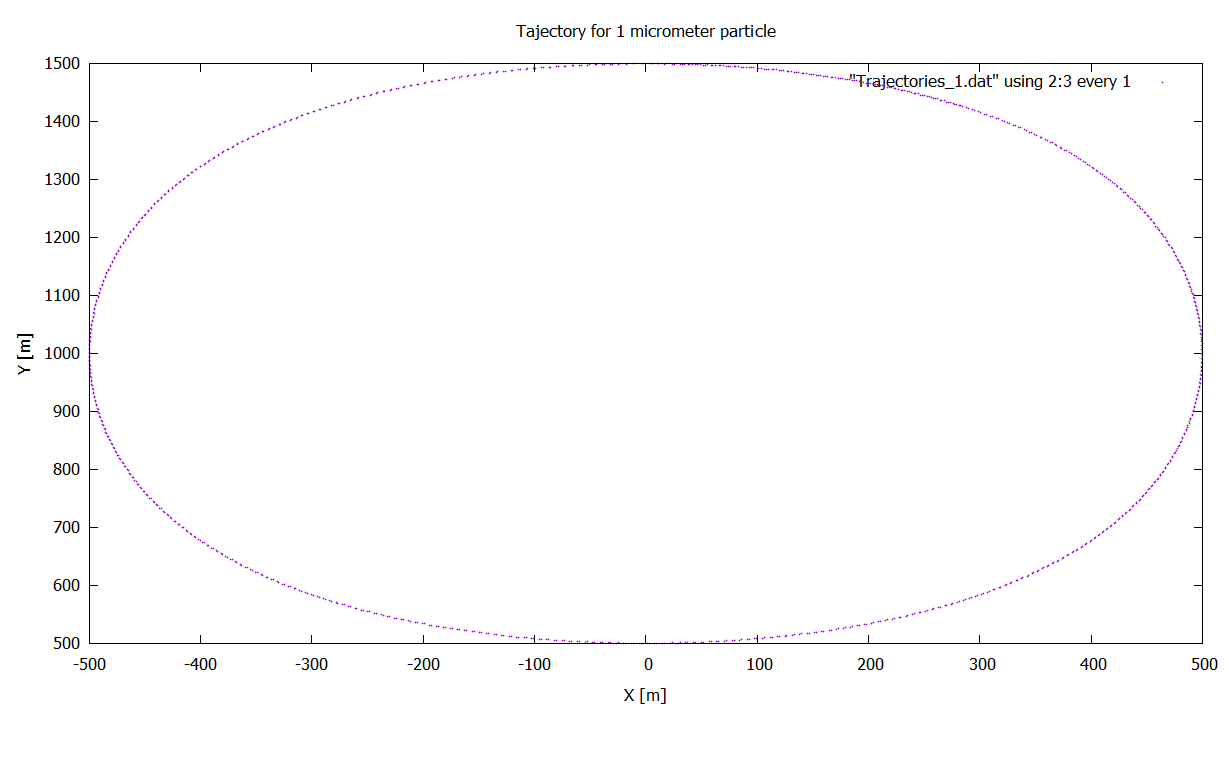 Tajectory for 1 micrometer particle
"Trajectories_1.dat" using 2:3 every 1
1500
1400
1300
1200
1100
1000
900
800
700
600
500
Y [m]
-500 -400 -300 -200 -100 0 100 200 300 400 500
X [m]